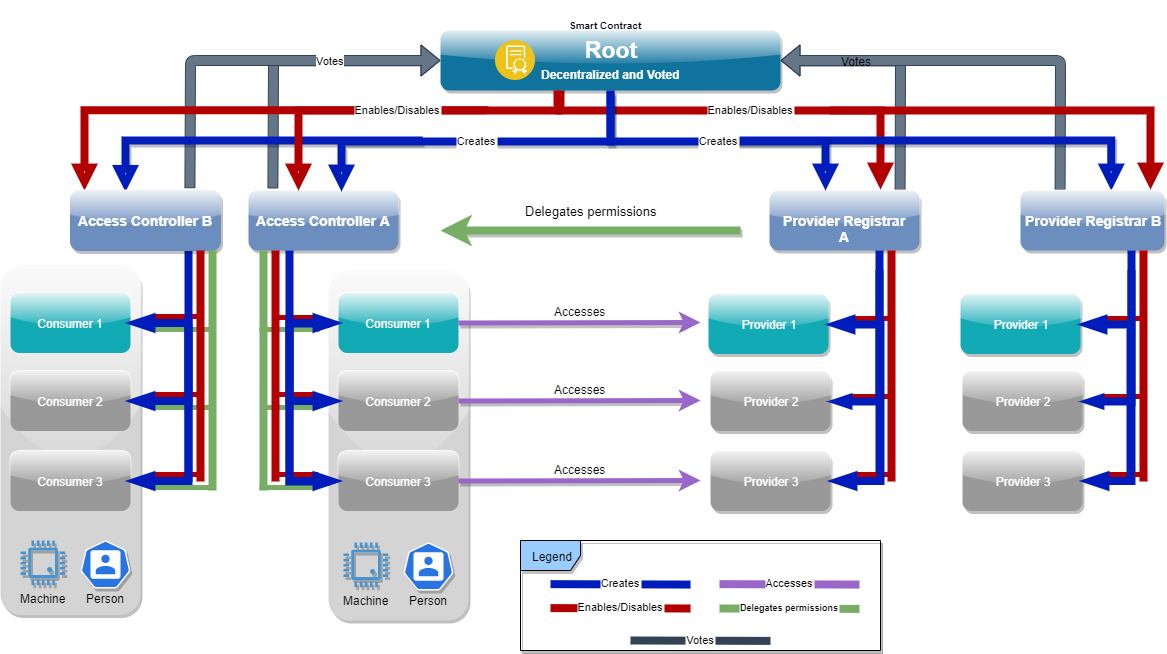 Smart Contract
Root
Decentralized and Voted
Votes
Votes
Enables/Disables
Enables/Disables
Creates
Creates
Access Controller B
Access Controller A
Delegates permissions
Provider Registrar
A
Provider Registrar B
Consumer 1
Consumer 1
Accesses
Provider 1
Provider 1
Consumer 2
Consumer 2
Accesses
Provider 2
Provider 2
Consumer 3
Consumer 3
Accesses
Provider 3
Provider 3
Machine
Person
Machine
Person
Legend
Creates
Accesses
Enables/Disables
Delegates permissions
Votes